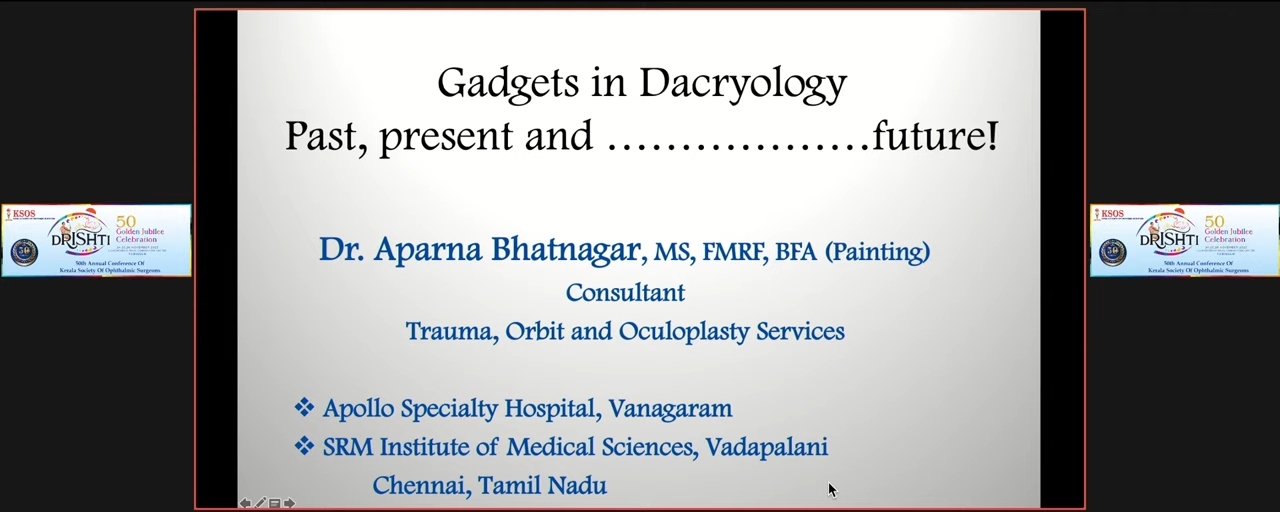 Gadgets in Dacryology
Past, present and ..................future!
Dr. Aparna Bhatnagar, MS, FMRF, BFA (Painting)
Consultant
Trauma, Orbit and Oculoplasty Services
❖ Apollo Specialty Hospital, Vanagaram
❖ SRM Institute of Medical Sciences, Vadapalani
Chennai, Tamil Nadu
KSOS
DRISHTI
50
Golden Jubilee
Celebration
50th Annual Conference Of
Kerala Society Of Ophthalmic Surgeons
KSOS
DRISHTI
50
Golden Jubilee
Celebration
50th Annual Conference Of
Kerala Society Of Ophthalmic Surgeons